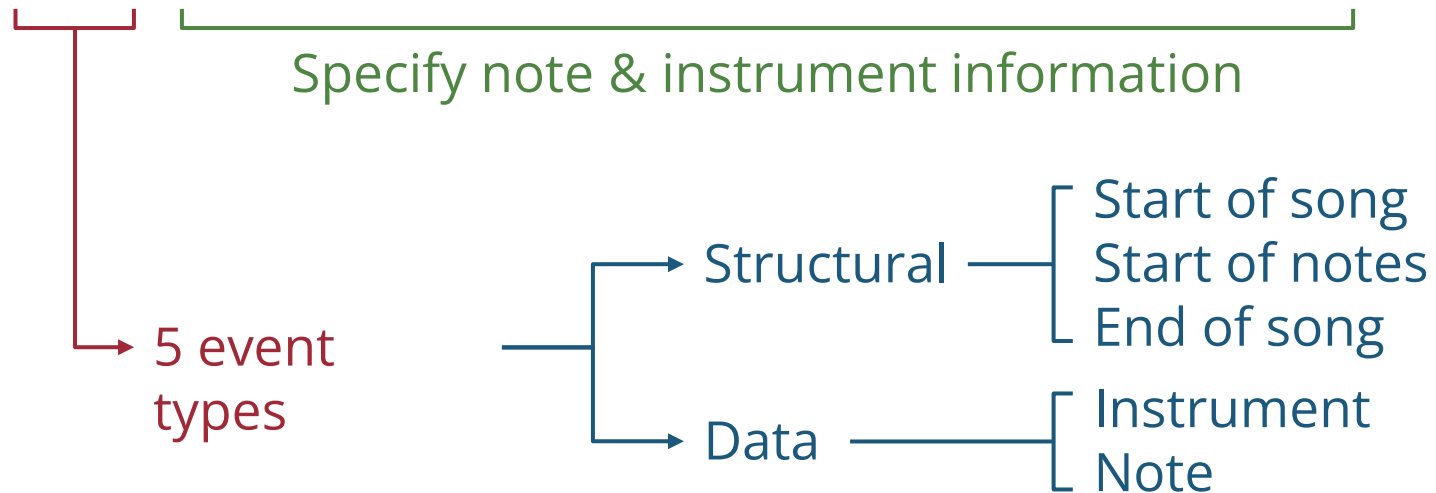 Specify note & instrument information
5 event
types
Structural
Start of song
Start of notes
End of song
Data
Instrument
Note